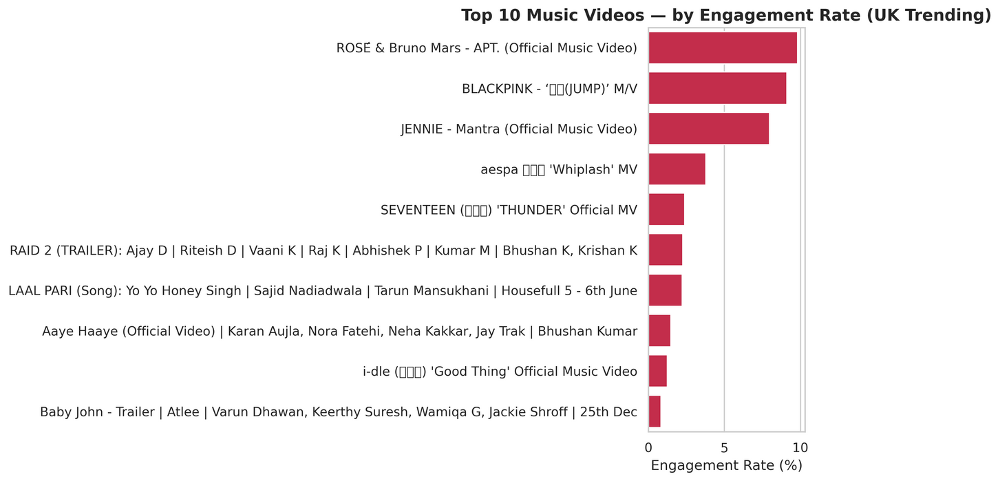 Top 10 Music Videos — by Engagement Rate (UK Trending)
ROSÉ & Bruno Mars - APT. (Official Music Video)
BLACKPINK - ‘□□(JUMP)’ M/V
JENNIE - Mantra (Official Music Video)
aespa □□□ 'Whiplash' MV
SEVENTEEN (□□□) 'THUNDER' Official MV
RAID 2 (TRAILER): Ajay D | Riteish D | Vaani K | Raj K | Abhishek P | Kumar M | Bhushan K, Krishan K
LAAL PARI (Song): Yo Yo Honey Singh | Sajid Nadiadwala | Tarun Mansukhani | Housefull 5 - 6th June
Aaye Haaye (Official Video) | Karan Aujla, Nora Fatehi, Neha Kakkar, Jay Trak | Bhushan Kumar
i-dle (□□□) 'Good Thing' Official Music Video
Baby John - Trailer | Atlee | Varun Dhawan, Keerthy Suresh, Wamiqa G, Jackie Shroff | 25th Dec
0 5 10
Engagement Rate (%)